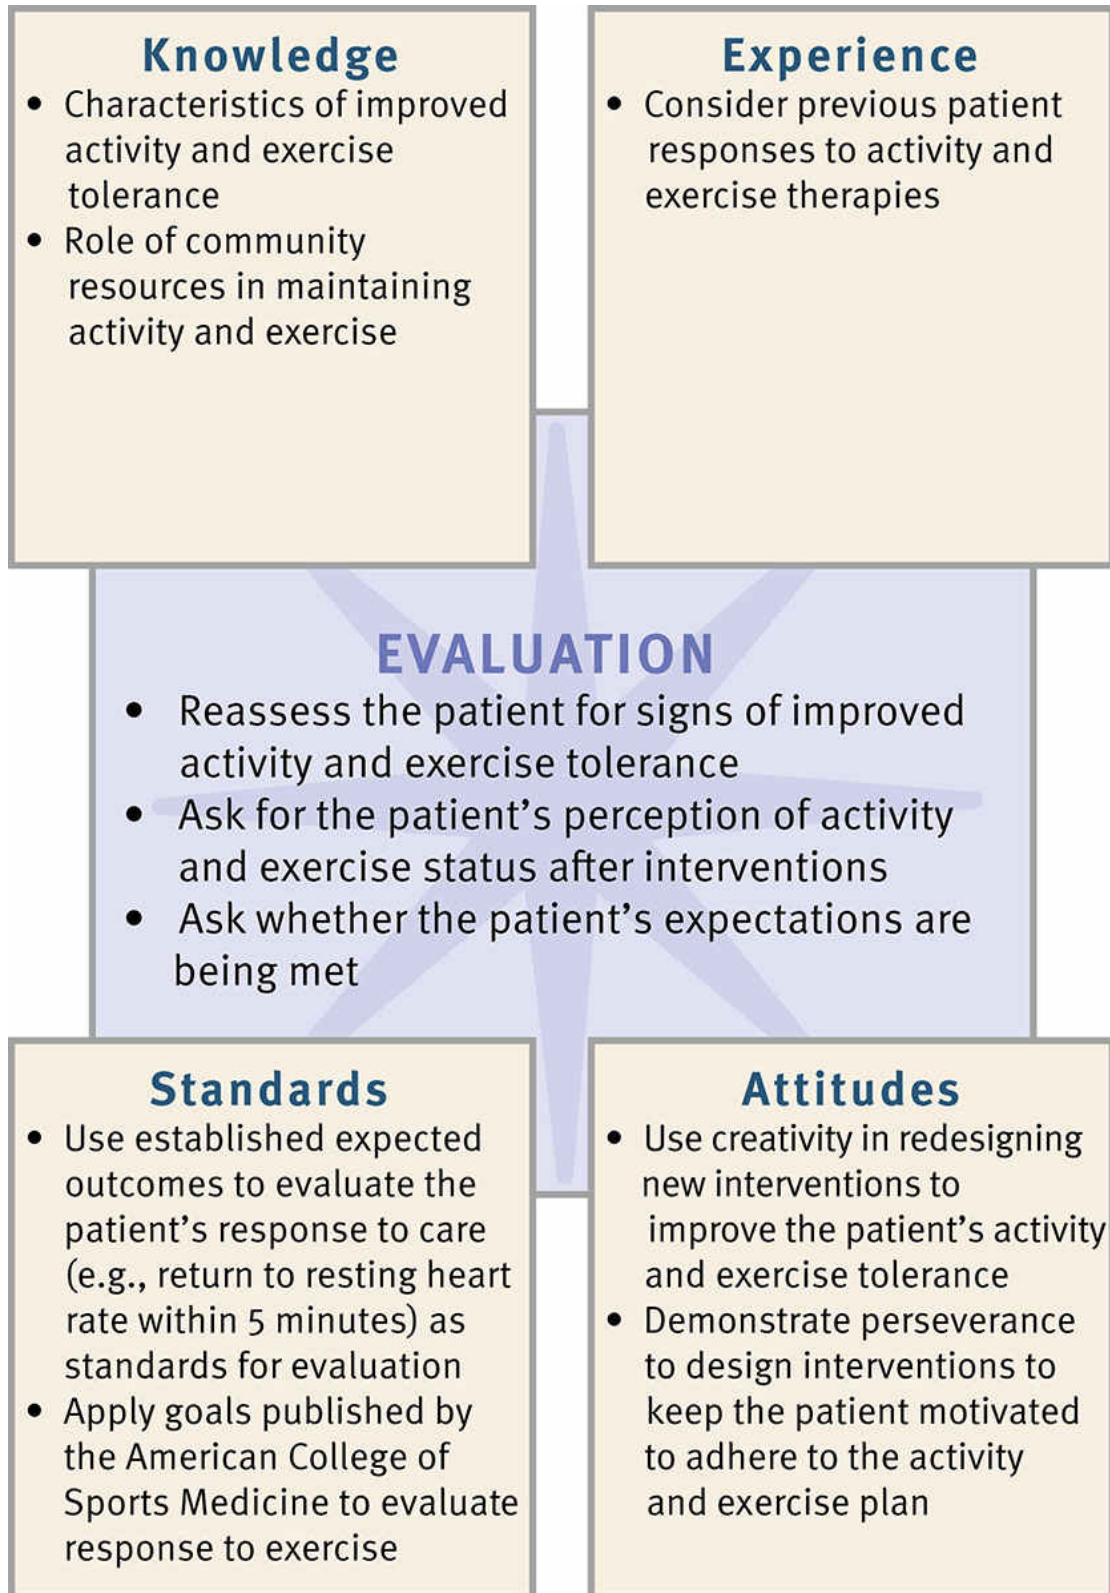 Knowledge
• Characteristics of improved
activity and exercise
tolerance
• Role of community
resources in maintaining
activity and exercise
Experience
• Consider previous patient
responses to activity and
exercise therapies
EVALUATION
• Reassess the patient for signs of improved
activity and exercise tolerance
• Ask for the patient’s perception of activity
and exercise status after interventions
• Ask whether the patient’s expectations are
being met
Standards
• Use established expected
outcomes to evaluate the
patient’s response to care
(e.g., return to resting heart
rate within 5 minutes) as
standards for evaluation
• Apply goals published by
the American College of
Sports Medicine to evaluate
response to exercise
Attitudes
• Use creativity in redesigning
new interventions to
improve the patient’s activity
and exercise tolerance
• Demonstrate perseverance
to design interventions to
keep the patient motivated
to adhere to the activity
and exercise plan